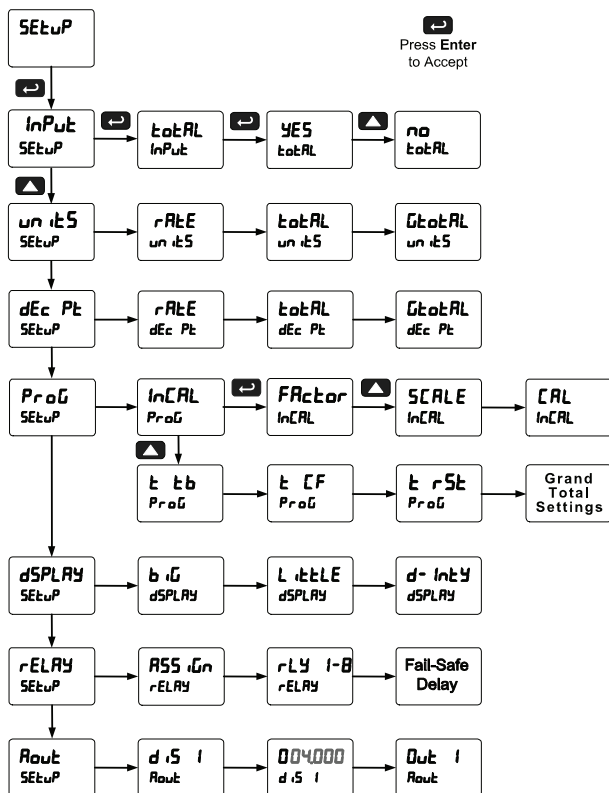 SEtuP
Press Enter
to Accept
InPut
SEtuP
totAL
InPut
YES
totAL
no
totAL
unitS
SEtuP
rAtE
unitS
totAL
unitS
GtotAL
unitS
dEc Pt
SEtuP
rAtE
dEc Pt
totAL
dEc Pt
GtotAL
dEc Pt
ProG
SEtuP
InCAL
ProG
FActor
InCAL
SCALE
InCAL
CAL
InCAL
t tb
ProG
t CF
ProG
t rSt
ProG
Grand
Total
Settings
dSPLAY
SEtuP
biG
dSPLAY
LittLE
dSPLAY
d-IntY
dSPLAY
rELAY
SEtuP
ASSiGn
rELAY
rLY 1-8
rELAY
Fail-Safe
Delay
Aout
SEtuP
diS 1
Aout
004.000
diS 1
Out 1
Aout